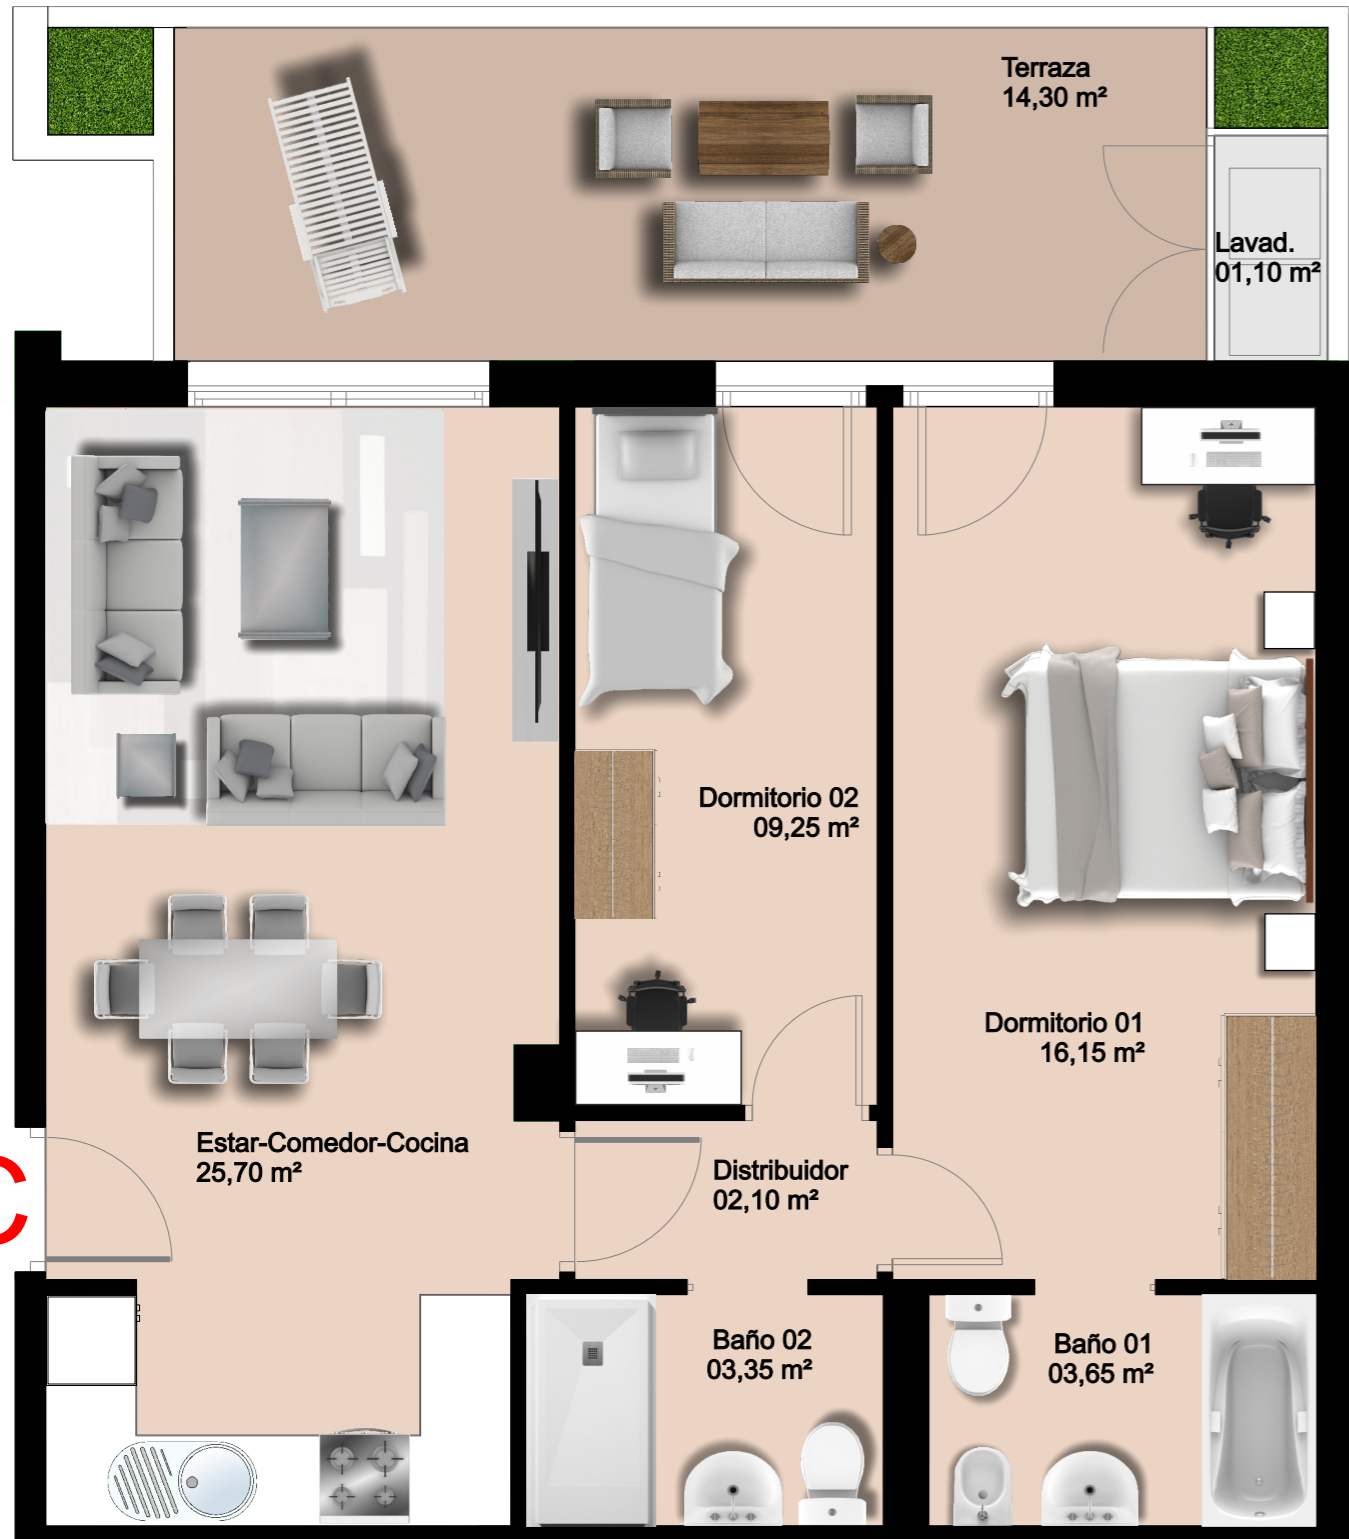 Terraza
14,30 m²
Lavad.
01,10 m²
Dormitorio 02
09,25 m²
Dormitorio 01
16,15 m²
Estar-Comedor-Cocina
25,70 m²
Distribuidor
02,10 m²
C
Baño 02
03,35 m²
Baño 01
03,65 m²